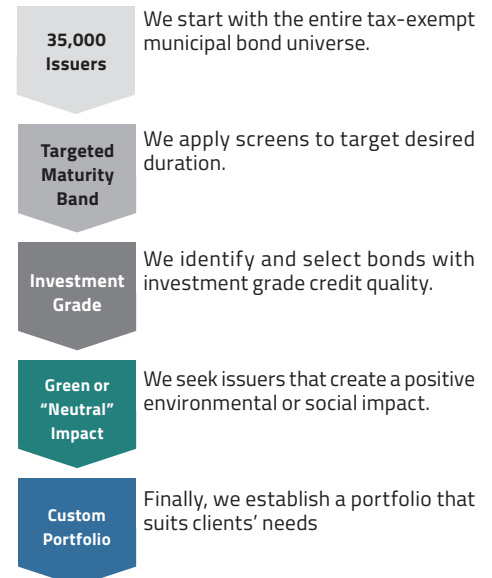 35,000
Issuers
We start with the entire tax-exempt
municipal bond universe.
Targeted
Maturity
Band
We apply screens to target desired
duration.
Investment
Grade
We identify and select bonds with
investment grade credit quality.
Green or
“Neutral”
Impact
We seek issuers that create a positive
environmental or social impact.
Custom
Portfolio
Finally, we establish a portfolio that
suits clients’ needs